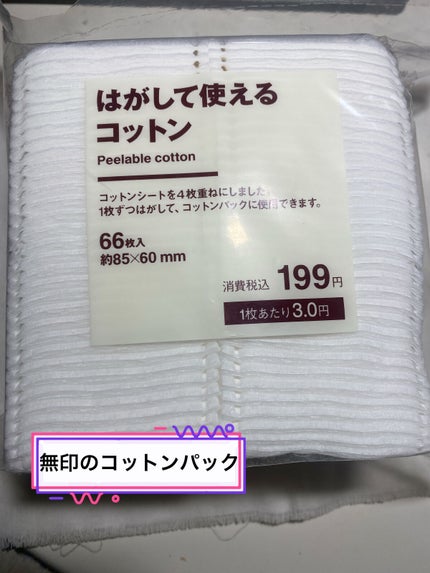 はがして使える
コットン
Peelable cotton
コットンシートを4枚重ねにしました
1枚ずつはがして、コットンパックに使用できます。
66枚入
約85×60mm
消費税込 199円
1枚あたり3.0円
無印のコットンパック